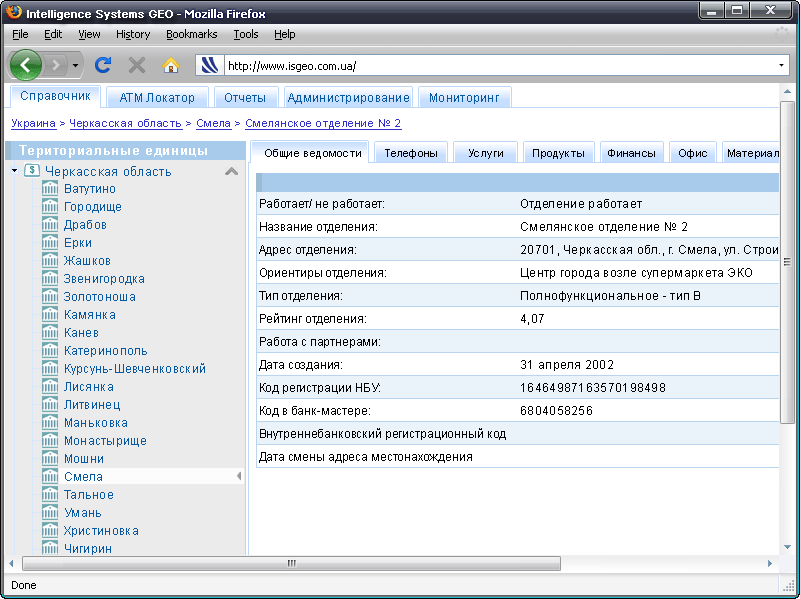 Intelligence Systems GEO - Mozilla Firefox
File Edit View History Bookmarks Tools Help
http://www.isgeo.com.ua/
Справочник АТМ Локатор Отчеты Администрирование Мониторинг
Украина > Черкасская область > Смела > Смелянское отделение № 2
Территориальные единицы
Черкасская область
Ватутино
Городище
Драбов
Ерки
Жашков
Звенигородка
Золотоноша
Камянка
Канев
Катеринополь
Курсунь-Шевченковский
Лисянка
Литвинец
Маньковка
Монастырище
Мошни
Смела
Тальное
Умань
Христиновка
Чигирин
Общие ведомости Телефоны Услуги Продукты Финансы Офис Материал
Работает/ не работает: Отделение работает
Название отделения: Смелянское отделение № 2
Адрес отделения: 20701, Черкасская обл., г. Смела, ул. Строи
Ориентиры отделения: Центр города возле супермаркета ЭКО
Тип отделения: Полнофункциональное - тип В
Рейтинг отделения: 4,07
Работа с партнерами:
Дата создания: 31 апреля 2002
Код регистрации НБУ: 16464987163570198498
Код в банк-мастере: 6804058256
Внутреннебанковский регистрационный код
Дата смены адреса местонахождения
Done